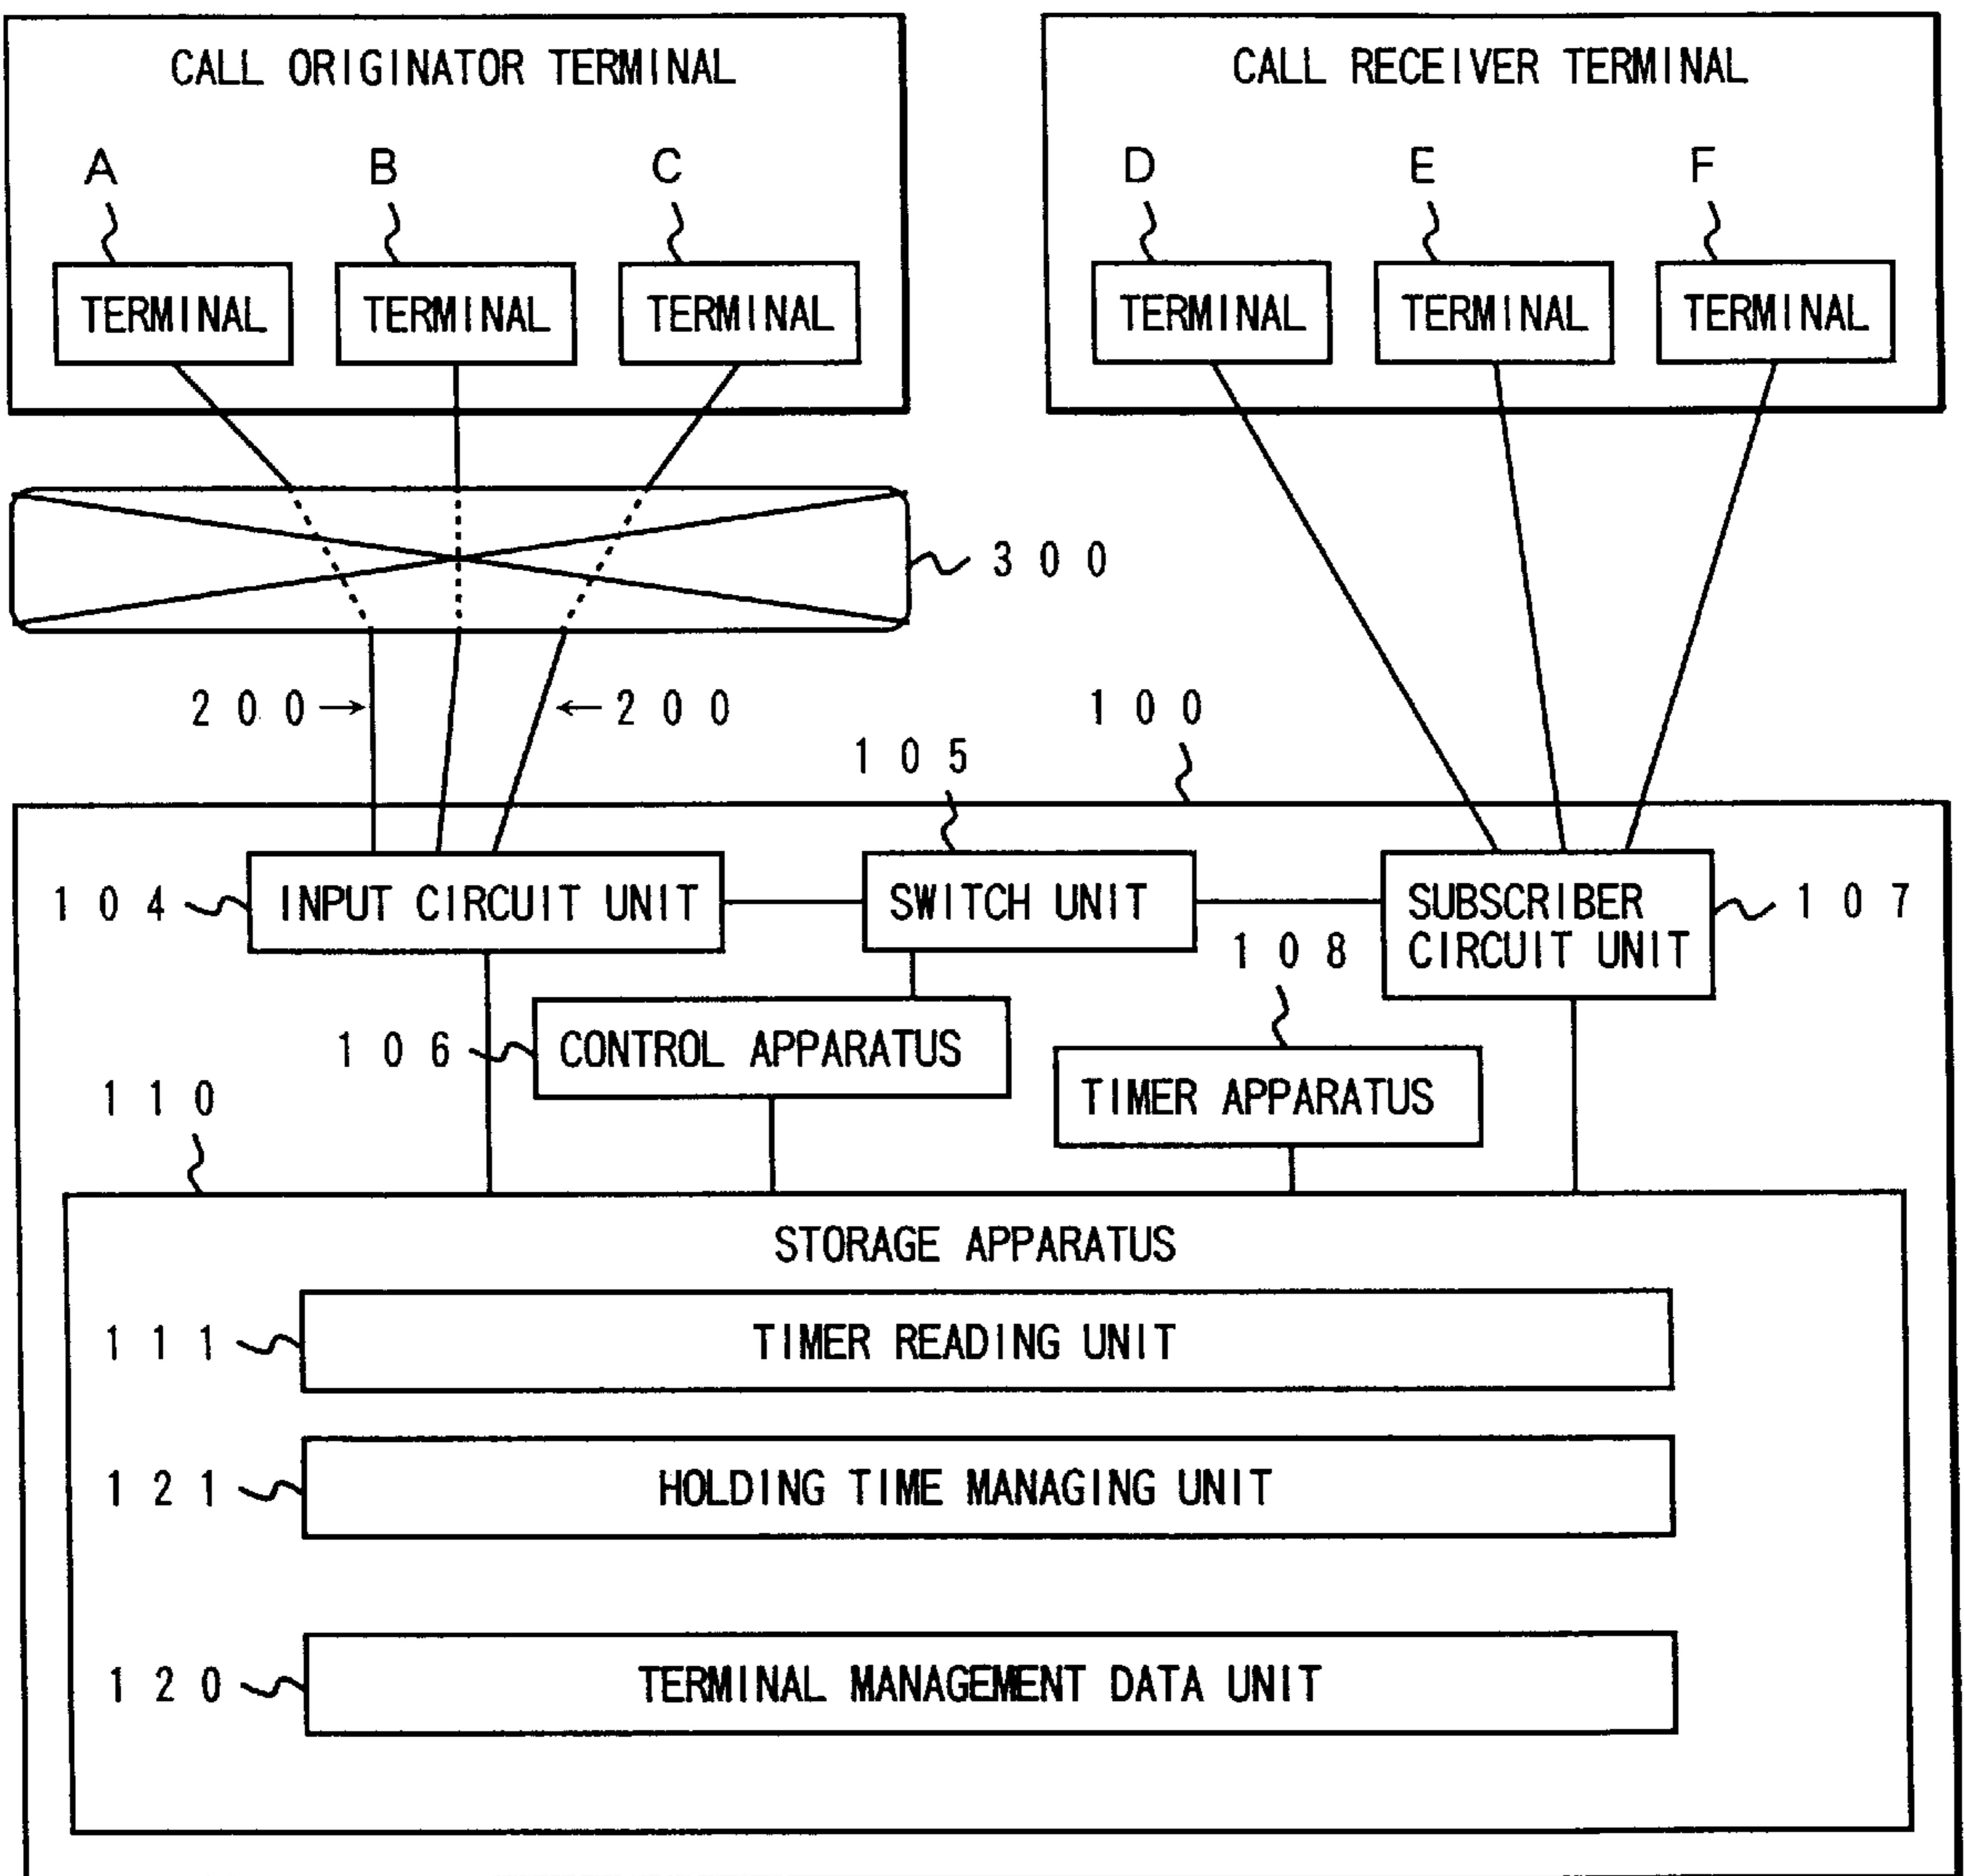 CALL ORIGINATOR TERMINAL
CALL RECEIVER TERMINAL
A
B
C
D
E
F
TERMINAL
TERMINAL
TERMINAL
TERMINAL
TERMINAL
TERMINAL
300
200
200
100
105
104
INPUT CIRCUIT UNIT
SWITCH UNIT
SUBSCRIBER
CIRCUIT UNIT
107
108
106
CONTROL APPARATUS
TIMER APPARATUS
110
STORAGE APPARATUS
111
TIMER READING UNIT
121
HOLDING TIME MANAGING UNIT
120
TERMINAL MANAGEMENT DATA UNIT